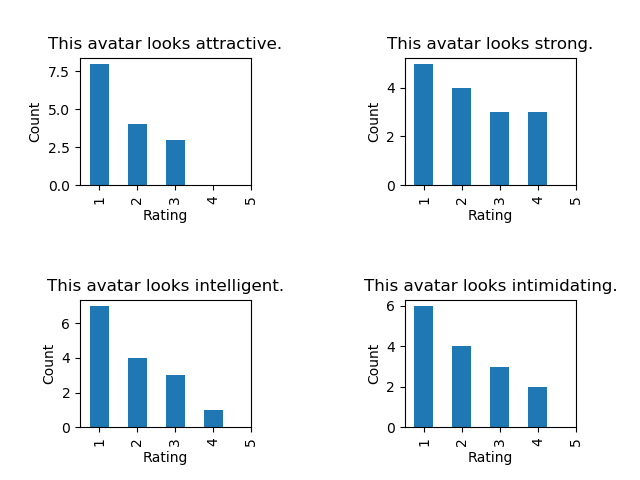 This avatar looks attractive.
7.5
5.0
2.5
0.0
Count
1 2 3 4 5
Rating
This avatar looks strong.
4
2
0
Count
1 2 3 4 5
Rating
This avatar looks intelligent.
6
4
2
0
Count
1 2 3 4 5
Rating
This avatar looks intimidating.
6
4
2
0
Count
1 2 3 4 5
Rating